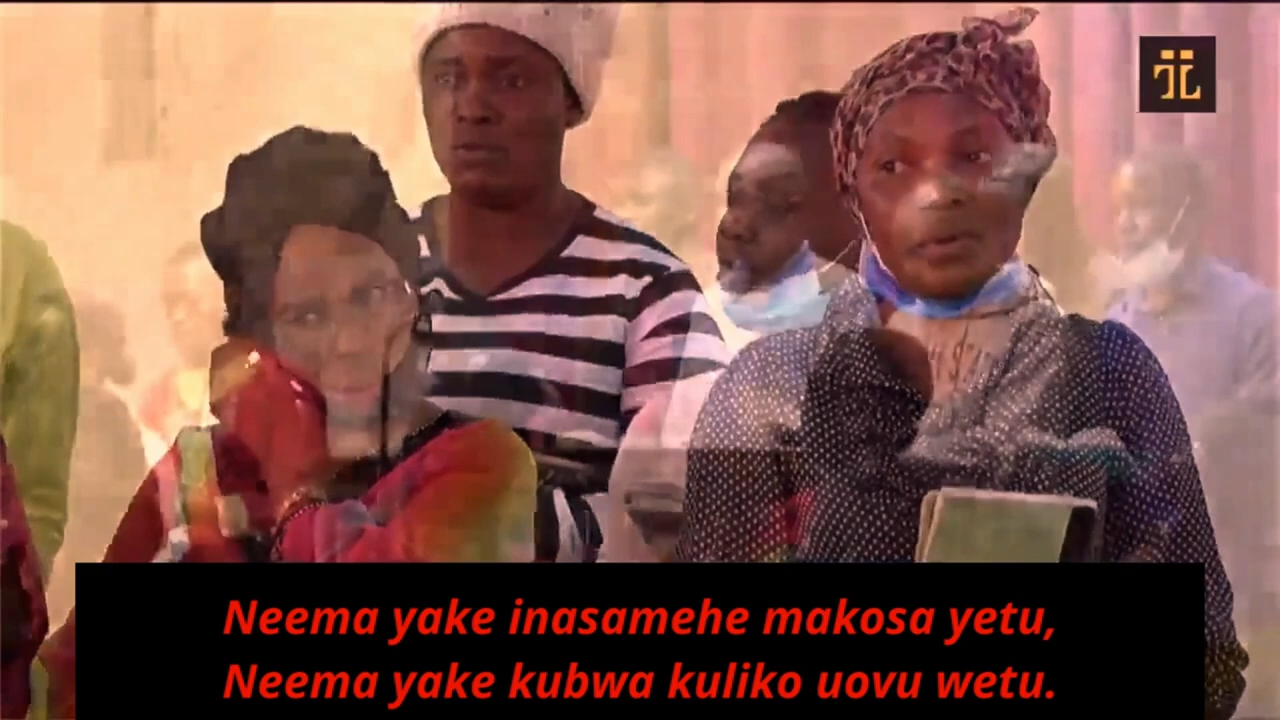 Neema yake inasamehe makosa yetu,
Neema yake kubwa kuliko uovu wetu.